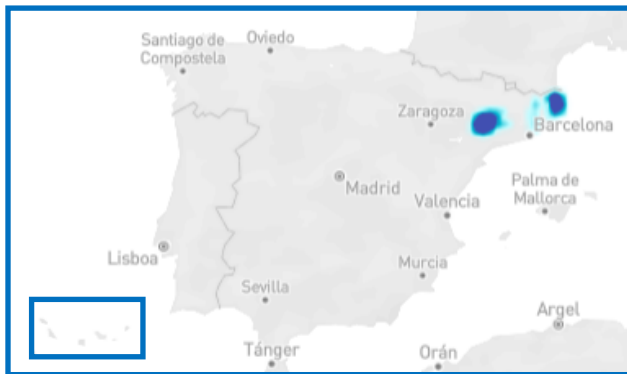 Santiago de
Compostela
Oviedo
Zaragoza
Barcelona
Madrid
Palma de
Mallorca
Valencia
Lisboa
Murcia
Sevilla
Argel
Tánger
Orán